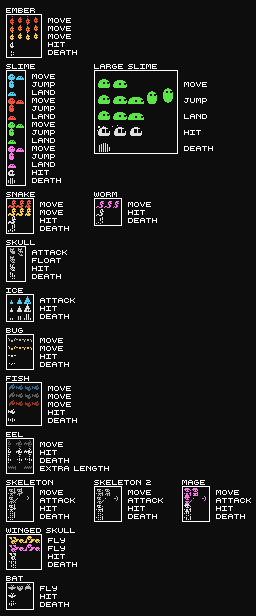 EMBER
MOVE
MOVE
MOVE
HIT
DEATH
SLIME
MOVE
JUMP
LAND
MOVE
JUMP
LAND
MOVE
JUMP
LAND
MOVE
JUMP
LAND
HIT
DEATH
LARGE SLIME
MOVE
JUMP
LAND
HIT
DEATH
SNAKE
MOVE
MOVE
HIT
DEATH
WORM
MOVE
HIT
DEATH
SKULL
ATTACK
FLOAT
HIT
DEATH
ICE
ATTACK
HIT
DEATH
BUG
MOVE
MOVE
HIT
DEATH
FISH
MOVE
MOVE
MOVE
HIT
DEATH
EEL
MOVE
HIT
DEATH
EXTRA LENGTH
SKELETON
MOVE
ATTACK
HIT
DEATH
SKELETON 2
MOVE
ATTACK
HIT
DEATH
MAGE
MOVE
ATTACK
HIT
DEATH
WINGED SKULL
FLY
FLY
HIT
DEATH
BAT
FLY
HIT
DEATH